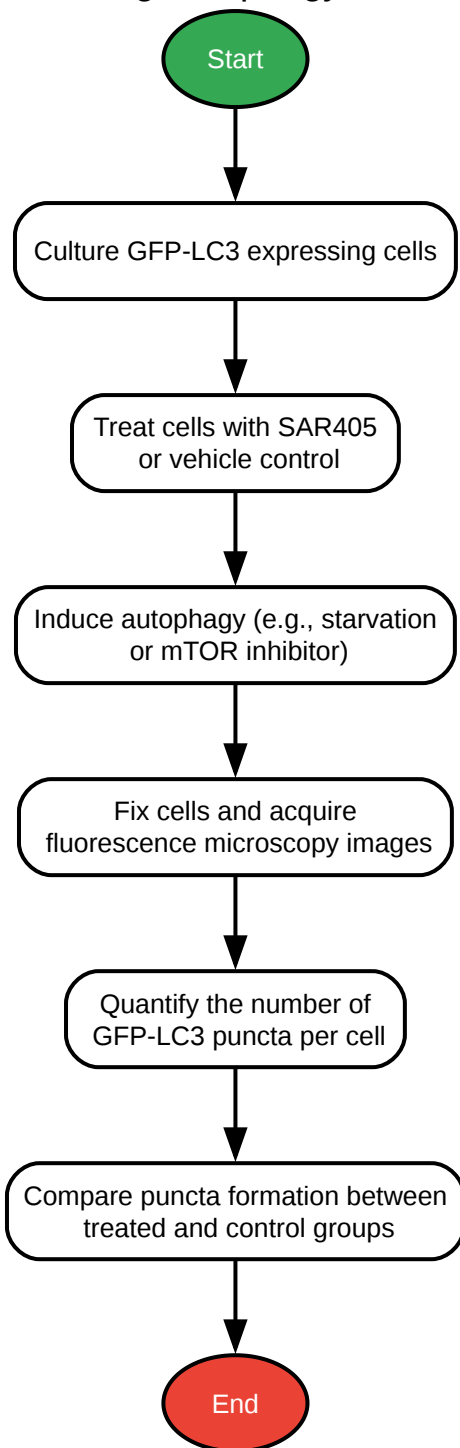 Start
Culture GFP-LC3 expressing cells
Treat cells with SAR405
or vehicle control
Induce autophagy (e.g., starvation
or mTOR inhibitor)
Fix cells and acquire
fluorescence microscopy images
Quantify the number of
GFP-LC3 puncta per cell
Compare puncta formation between
treated and control groups
End